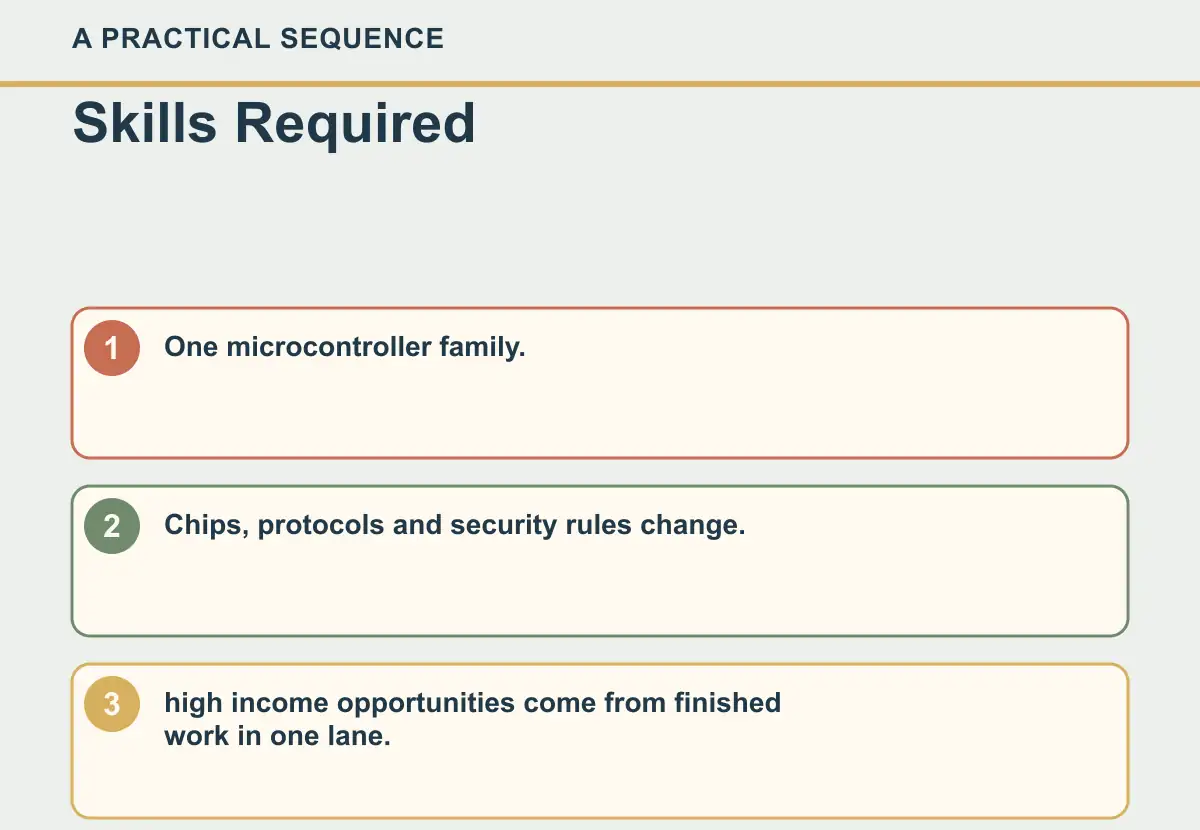 A PRACTICAL SEQUENCE
Skills Required
1
One microcontroller family.
2
Chips, protocols and security rules change.
3
high income opportunities come from finished
work in one lane.